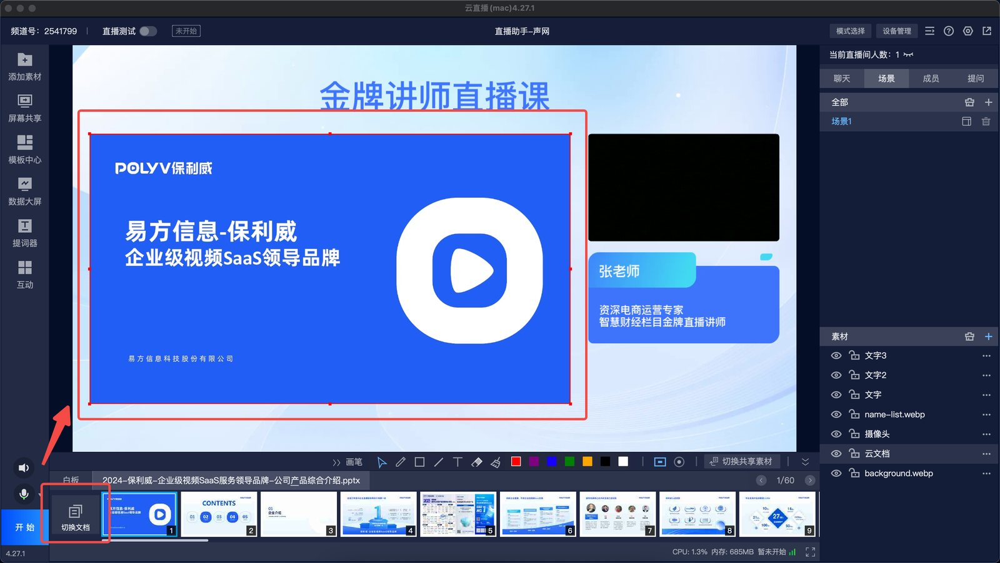 云直播(mac)4.27.1
频道号：2541799
直播测试
未开始
直播助手-声网
模式选择
设备管理
添加素材
屏幕共享
模板中心
数据大屏
提词器
互动
金牌讲师直播课
POLYV保利威
易方信息-保利威
企业级视频SaaS领导品牌
易方信息科技股份有限公司
张老师
资深电商运营专家
智慧财经栏目金牌直播讲师
当前直播间人数：1
聊天
场景
成员
提问
全部
场景1
素材
文字3
文字2
文字
name-list.webp
摄像头
云文档
background.webp
画笔
切换共享素材
白板
2024-保利威-企业级视频SaaS服务领导品牌-公司产品综合介绍.pptx
1/60
切换文档
1
CONTENTS
01 02 03 04 05
2
01
企业介绍
3
4
5
6
7
8
27
9
开 始
4.27.1
CPU: 1.3% 内存: 685MB 暂未开始